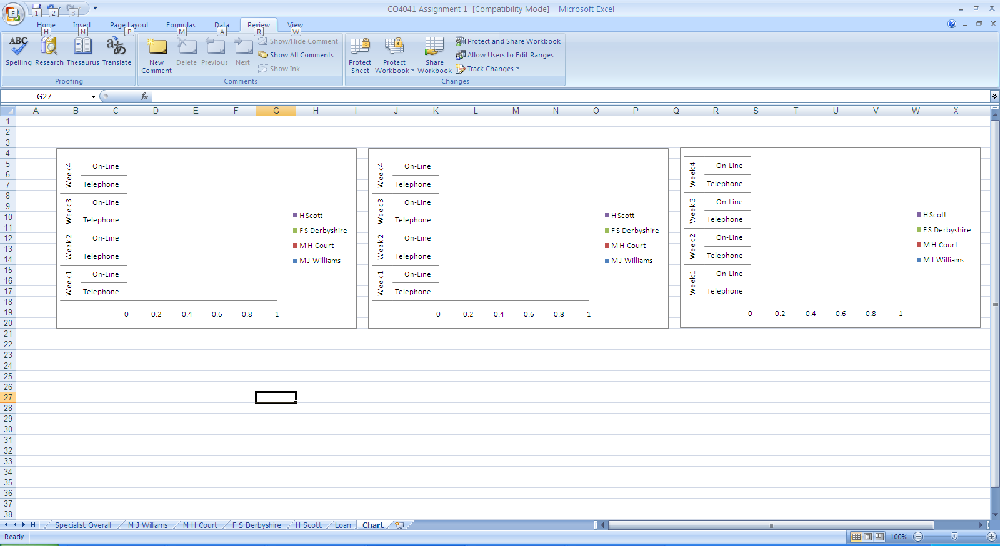 CO4041 Assignment 1 [Compatibility Mode] - Microsoft Excel
F 1 2 3
Home Insert Page Layout Formulas Data Review View
H N P M A R W
ABC
Spelling Research Thesaurus Translate
Proofing
New Comment Delete Previous Next
Show/Hide Comment
Show All Comments
Show Ink
Comments
Protect Sheet Protect Workbook Share Workbook
Protect and Share Workbook
Allow Users to Edit Ranges
Track Changes
Changes
G27 fx
A B C D E F G H I J K L M N O P Q R S T U V W X
1
2
3
4
5
6
7
8
9
10
11
12
13
14
15
16
17
18
19
20
21
22
23
24
25
26
27
28
29
30
31
32
33
34
35
36
37
38
Week4
On-Line
Telephone
Week3
On-Line
Telephone
Week2
On-Line
Telephone
Week1
On-Line
Telephone
0 0.2 0.4 0.6 0.8 1
H Scott
F S Derbyshire
M H Court
M J Williams
Week4
On-Line
Telephone
Week3
On-Line
Telephone
Week2
On-Line
Telephone
Week1
On-Line
Telephone
0 0.2 0.4 0.6 0.8 1
H Scott
F S Derbyshire
M H Court
M J Williams
Week4
On-Line
Telephone
Week3
On-Line
Telephone
Week2
On-Line
Telephone
Week1
On-Line
Telephone
0 0.2 0.4 0.6 0.8 1
H Scott
F S Derbyshire
M H Court
M J Williams
Specialist Overall M J Williams M H Court F S Derbyshire H Scott Loan Chart
Ready 100%